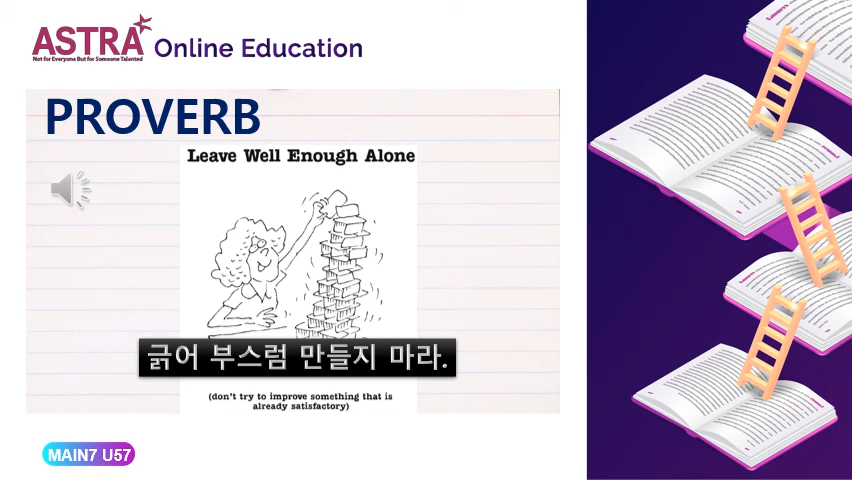 ASTRA Online Education
Not for Everyone But for Someone Talented
PROVERB
Leave Well Enough Alone
긁어 부스럼 만들지 마라.
(don't try to improve something that is
already satisfactory)
MAIN7 U57